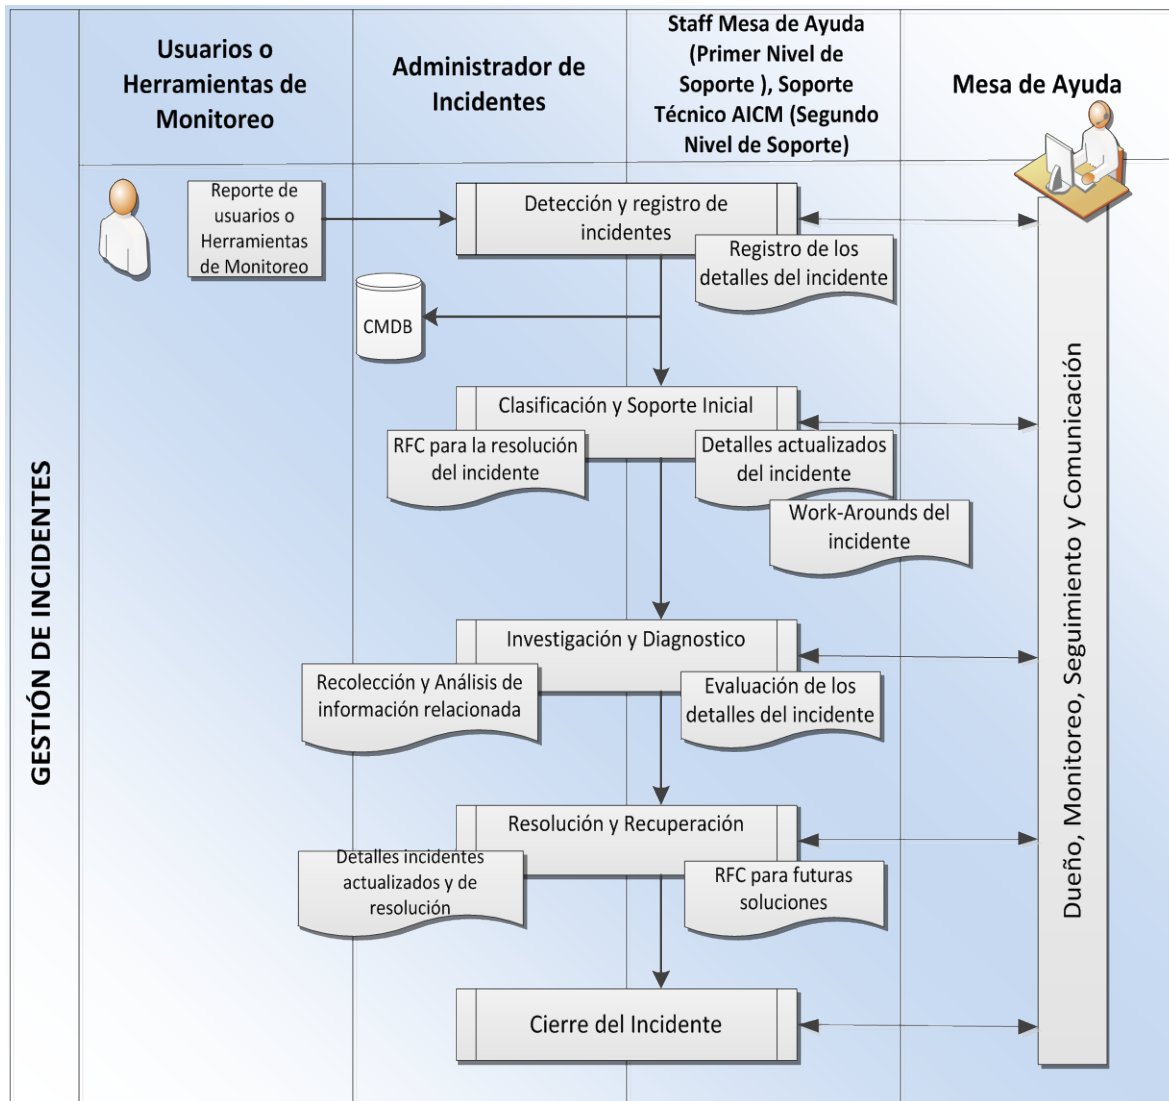 Usuarios o
Herramientas de
Monitoreo
Administrador de
Incidentes
Staff Mesa de Ayuda
(Primer Nivel de
Soporte ), Soporte
Técnico AICM (Segundo
Nivel de Soporte)
Mesa de Ayuda
GESTIÓN DE INCIDENTES
Reporte de
usuarios o
Herramientas
de Monitoreo
Detección y registro de
incidentes
Registro de los
detalles del incidente
CMDB
Clasificación y Soporte Inicial
RFC para la resolución
del incidente
Detalles actualizados
del incidente
Work-Arounds del
incidente
Investigación y Diagnostico
Recolección y Análisis de
información relacionada
Evaluación de los
detalles del incidente
Resolución y Recuperación
Detalles incidentes
actualizados y de
resolución
RFC para futuras
soluciones
Cierre del Incidente
Dueño, Monitoreo, Seguimiento y Comunicación